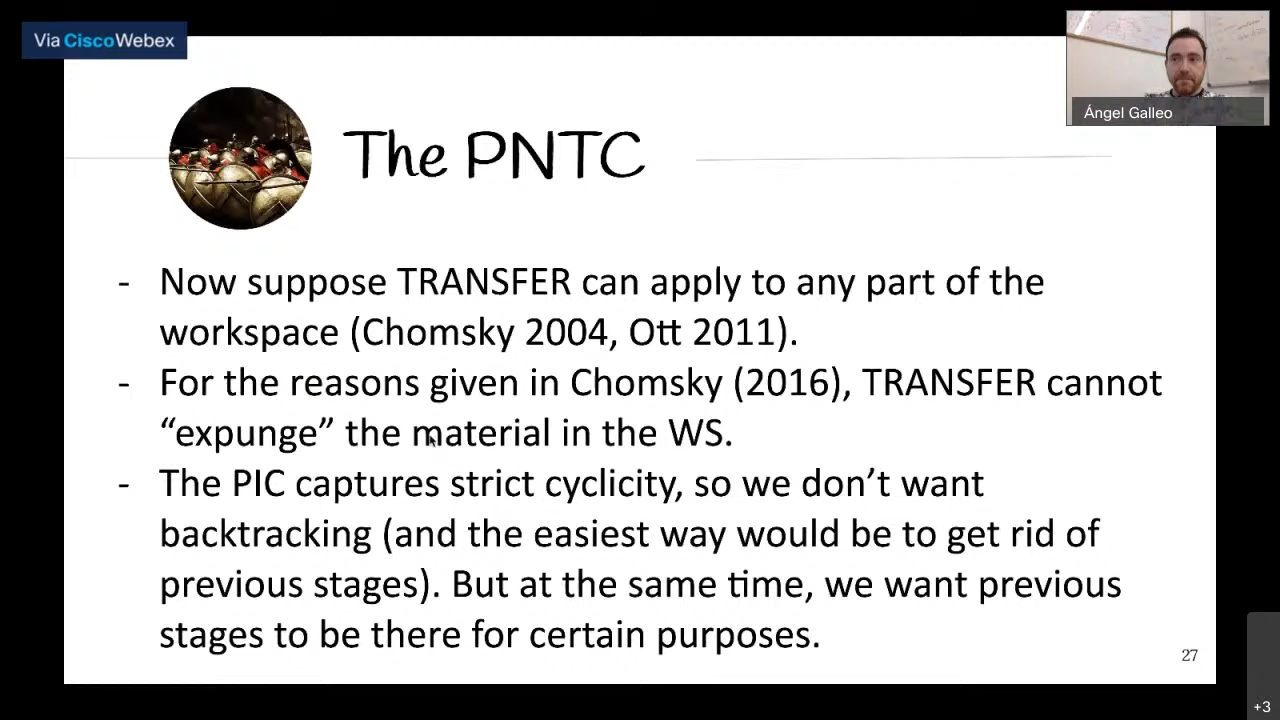 Via CiscoWebex
Ángel Galleo
The PNTC
- Now suppose TRANSFER can apply to any part of the
workspace (Chomsky 2004, Ott 2011).
- For the reasons given in Chomsky (2016), TRANSFER cannot
“expunge” the material in the WS.
- The PIC captures strict cyclicity, so we don’t want
backtracking (and the easiest way would be to get rid of
previous stages). But at the same time, we want previous
stages to be there for certain purposes.
27
+3